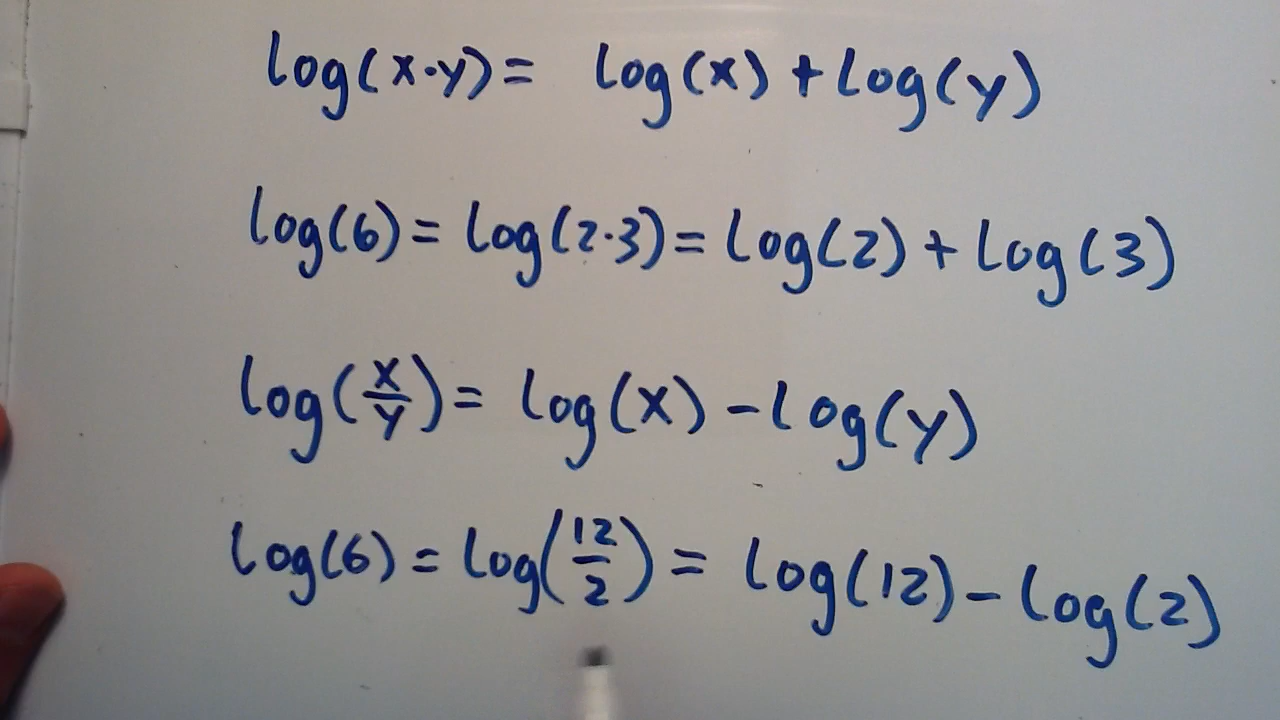 log(x·y) = log(x) + log(y)
log(6) = log(2·3) = log(2) + log(3)
log(x/y) = log(x) - log(y)
log(6) = log(12/2) = log(12) - log(2)